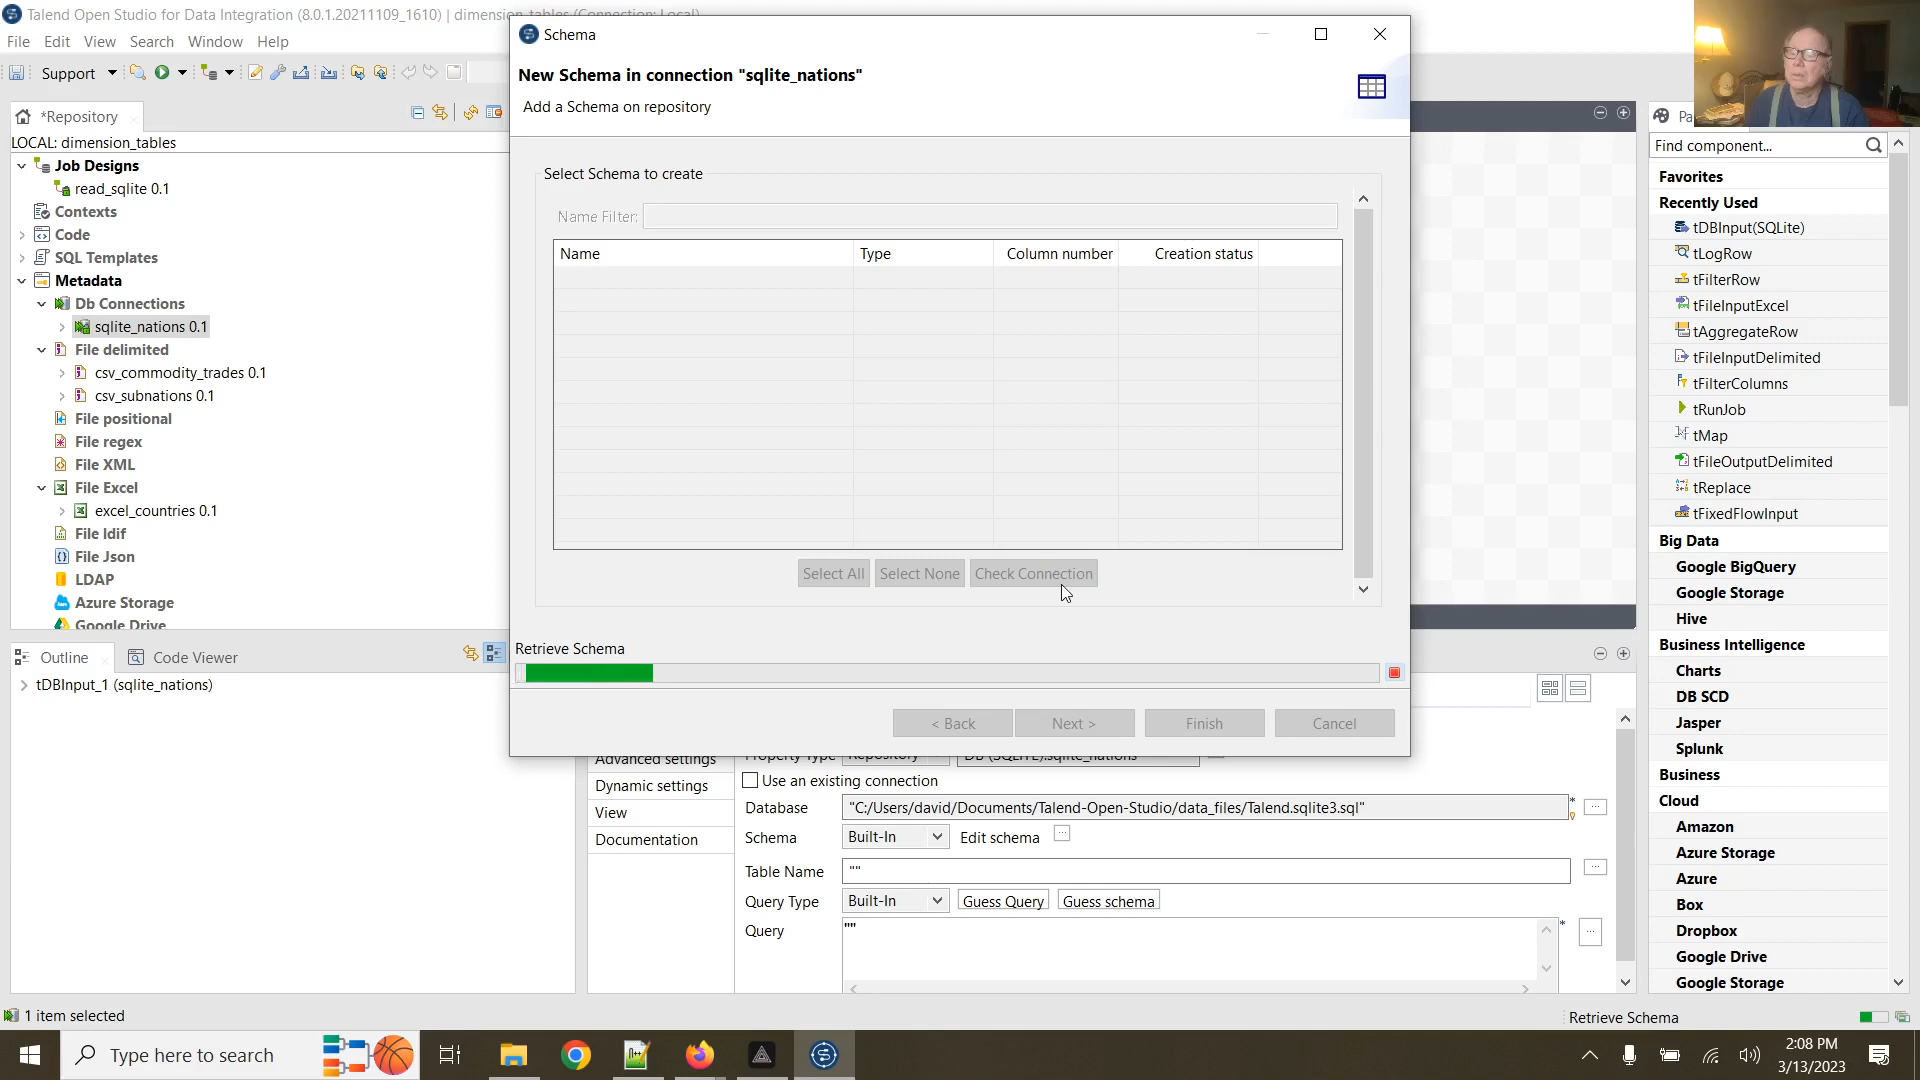 Talend Open Studio for Data Integration (8.0.1.20211109_1610) | dimension_tables (Connection: Local)
File Edit View Search Window Help
Support
*Repository
LOCAL: dimension_tables
Job Designs
read_sqlite 0.1
Contexts
Code
SQL Templates
Metadata
Db Connections
sqlite_nations 0.1
File delimited
csv_commodity_trades 0.1
csv_subnations 0.1
File positional
File regex
File XML
File Excel
excel_countries 0.1
File ldif
File Json
LDAP
Azure Storage
Google Drive
Outline
Code Viewer
tDBInput_1 (sqlite_nations)
1 item selected
Schema
New Schema in connection "sqlite_nations"
Add a Schema on repository
Select Schema to create
Name Filter:
Name Type Column number Creation status
Select All Select None Check Connection
Retrieve Schema
< Back Next > Finish Cancel
Advanced settings
Dynamic settings
View
Documentation
Property Type Repository DB (SQLITE):sqlite_nations
Use an existing connection
Database "C:/Users/david/Documents/Talend-Open-Studio/data_files/Talend.sqlite3.sql" *
Schema Built-In Edit schema ...
Table Name "" ...
Query Type Built-In Guess Query Guess schema
Query "" * ...
Pa
Find component...
Favorites
Recently Used
tDBInput(SQLite)
tLogRow
tFilterRow
tFileInputExcel
tAggregateRow
tFileInputDelimited
tFilterColumns
tRunJob
tMap
tFileOutputDelimited
tReplace
tFixedFlowInput
Big Data
Google BigQuery
Google Storage
Hive
Business Intelligence
Charts
DB SCD
Jasper
Splunk
Business
Cloud
Amazon
Azure Storage
Azure
Box
Dropbox
Google Drive
Google Storage
Retrieve Schema
Type here to search
2:08 PM
3/13/2023